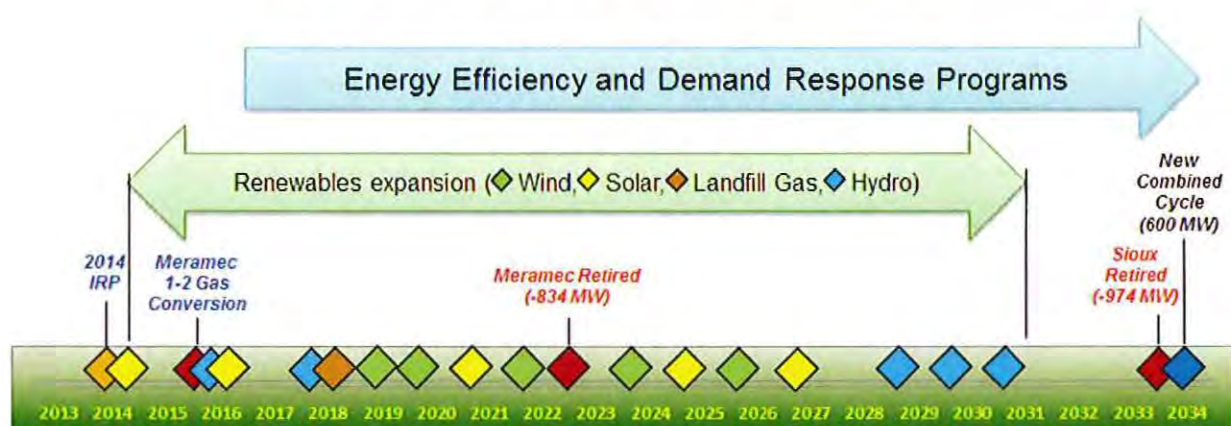 Energy Efficiency and Demand Response Programs
Renewables expansion (Wind, Solar, Landfill Gas, Hydro)
2014
IRP
Meramec
1-2 Gas
Conversion
Meramec Retired
(-834 MW)
Sioux
Retired
(-974 MW)
New
Combined
Cycle
(600 MW)
2013 2014 2015 2016 2017 2018 2019 2020 2021 2022 2023 2024 2025 2026 2027 2028 2029 2030 2031 2032 2033 2034